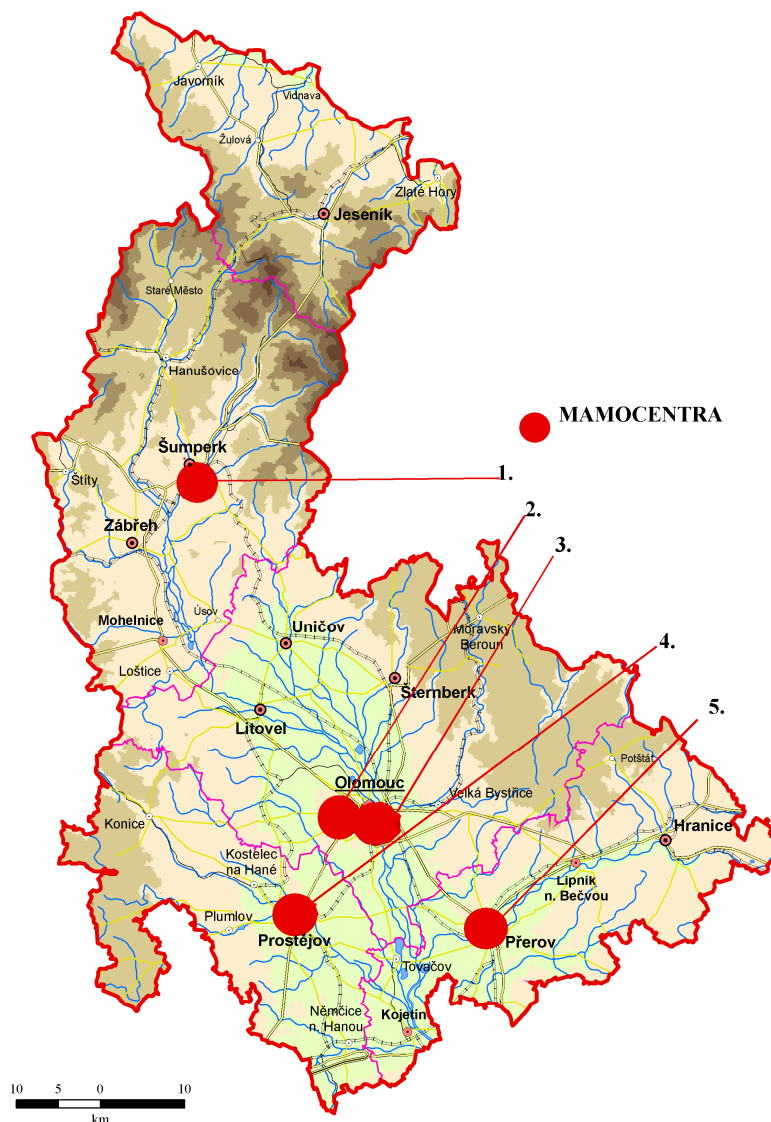 Javorník
Vidnava
Žulová
Zlaté Hory
Jeseník
Staré Město
Hanušovice
MAMOCENTRA
Šumperk
1.
Štíty
2.
Zábřeh
3.
Úsov
Mohelnice
Uničov
Moravský
Beroun
4.
Loštice
Šternberk
Litovel
5.
Potštát
Olomouc
Velká Bystřice
Konice
Hranice
Kostelec
na Hané
Lipník
n. Bečvou
Plumlov
Prostějov
Přerov
Tovačov
Němčice
n. Hanou
Kojetín
10 5 0 10
km